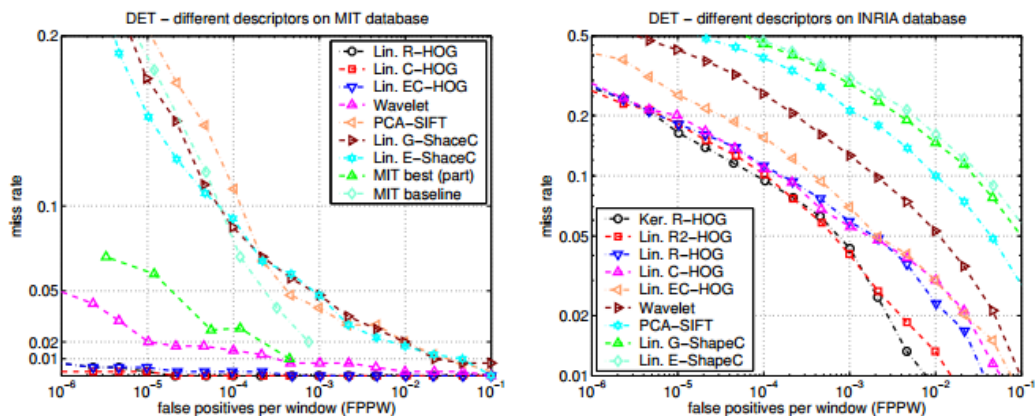 DET − different descriptors on MIT database
0.2
0.1
0.05
0.02
0.01
miss rate
10−6
10−5
10−4
10−3
10−2
10−1
false positives per window (FPPW)
Lin. R−HOG
Lin. C−HOG
Lin. EC−HOG
Wavelet
PCA−SIFT
Lin. G−ShaceC
Lin. E−ShaceC
MIT best (part)
MIT baseline
DET − different descriptors on INRIA database
0.5
0.2
0.1
0.05
0.02
0.01
miss rate
10−6
10−5
10−4
10−3
10−2
10−1
false positives per window (FPPW)
Ker. R−HOG
Lin. R2−HOG
Lin. R−HOG
Lin. C−HOG
Lin. EC−HOG
Wavelet
PCA−SIFT
Lin. G−ShapeC
Lin. E−ShapeC